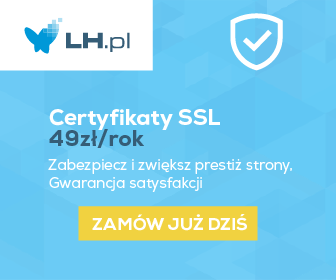 LH.pl
Certyfikaty SSL
49zł/rok
Zabezpiecz i zwiększ prestiż strony,
Gwarancja satysfakcji
ZAMÓW JUŻ DZIŚ